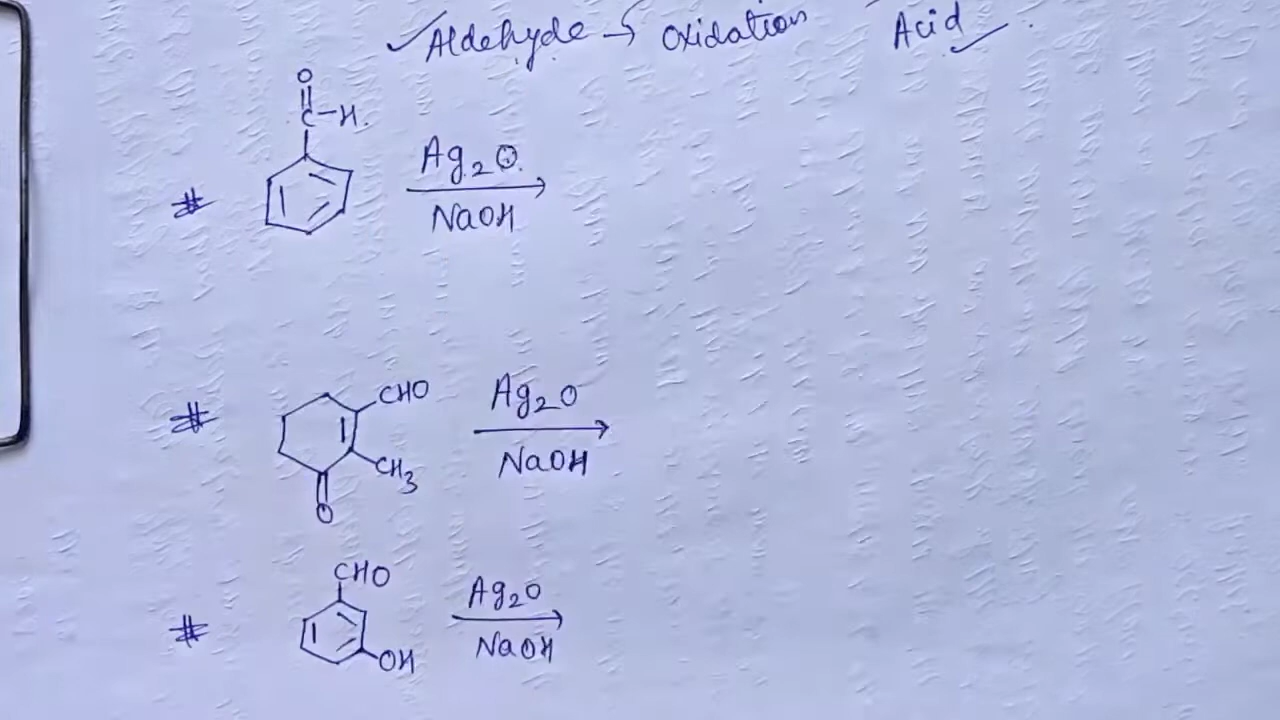 ✓Aldehyde → Oxidation Acid ✓.
O
C-H.
# Ag₂O.
NaOH
# CHO Ag₂O
CH₃ NaOH
O
CHO
# Ag₂O
OH NaOH